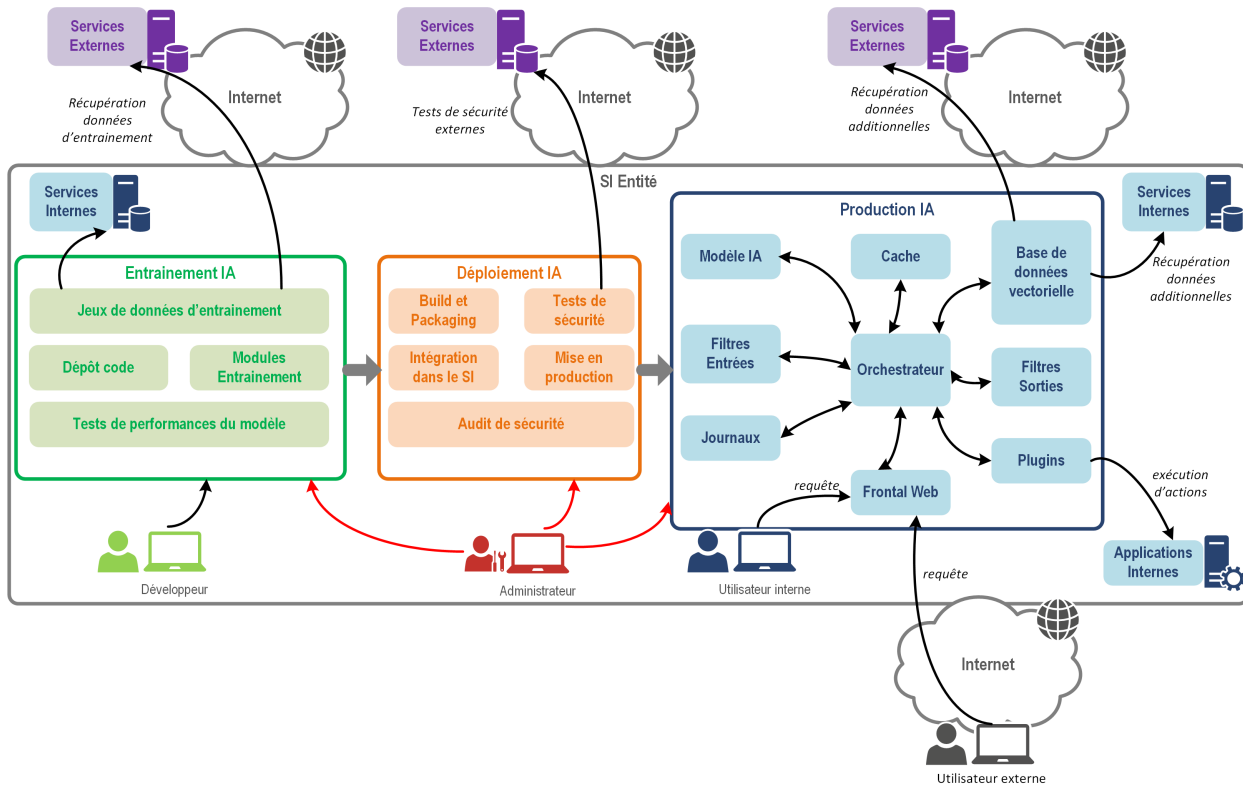 Services
Externes
Internet
Récupération
données
d'entrainement
Services
Externes
Internet
Tests de sécurité
externes
Services
Externes
Internet
Récupération
données
additionnelles
SI Entité
Services
Internes
Entrainement IA
Jeux de données d'entrainement
Dépôt code
Modules
Entrainement
Tests de performances du modèle
Déploiement IA
Build et
Packaging
Tests de
sécurité
Intégration
dans le SI
Mise en
production
Audit de sécurité
Production IA
Modèle IA
Cache
Base de
données
vectorielle
Filtres
Entrées
Orchestrateur
Filtres
Sorties
Journaux
Plugins
Frontal Web
Services
Internes
Récupération
données
additionnelles
exécution
d'actions
Applications
Internes
requête
Développeur
Administrateur
Utilisateur interne
requête
Internet
Utilisateur externe